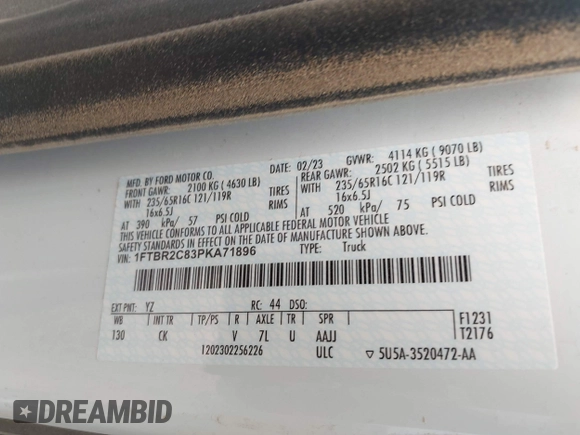 MFD. BY FORD MOTOR CO.
DATE: 02/23 GVWR: 4114 KG ( 9070 LB)
FRONT GAWR: 2100 KG ( 4630 LB) REAR GAWR: 2502 KG ( 5515 LB)
WITH 235/65R16C 121/119R TIRES WITH 235/65R16C 121/119R TIRES
16x6.5J RIMS 16x6.5J RIMS
AT 390 kPa/ 57 PSI COLD AT 520 kPa/ 75 PSI COLD
THIS VEHICLE CONFORMS TO ALL APPLICABLE FEDERAL MOTOR VEHICLE
SAFETY STANDARDS IN EFFECT ON THE DATE OF MANUFACTURE SHOWN ABOVE.
VIN: 1FTBR2C83PKA71896 TYPE: Truck
EXT PNT: YZ RC: 44 DSO:
WB INT TR TP/PS R AXLE TR SPR F1231
130 CK V 7L U AAJJ T2176
1202302256226 ULC ▽ 5U5A-3520472-AA
DREAMBID